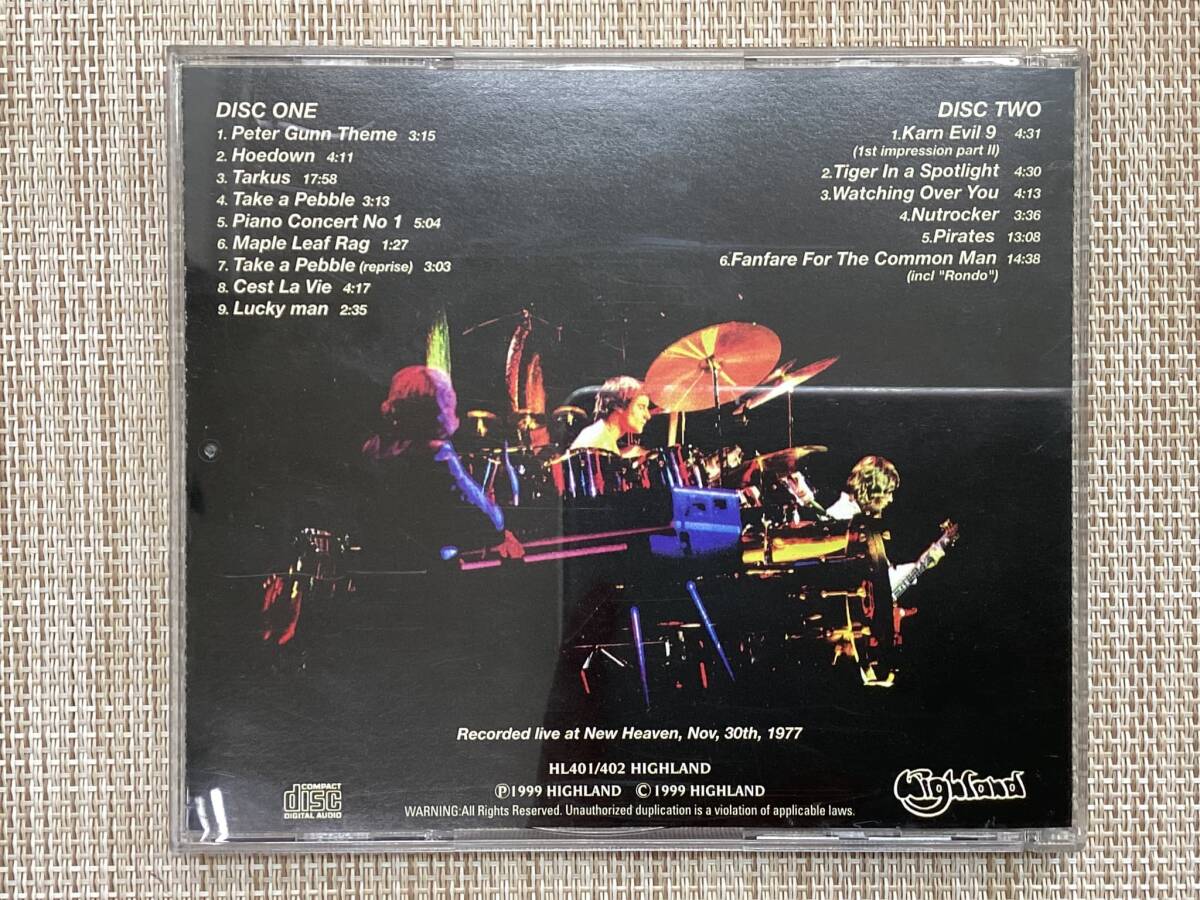 DISC ONE
1. Peter Gunn Theme 3:15
2. Hoedown 4:11
3. Tarkus 17:58
4. Take a Pebble 3:13
5. Piano Concert No 1 5:04
6. Maple Leaf Rag 1:27
7. Take a Pebble (reprise) 3:03
8. Cest La Vie 4:17
9. Lucky man 2:35
DISC TWO
1.Karn Evil 9 4:31
(1st impression part II)
2.Tiger In a Spotlight 4:30
3.Watching Over You 4:13
4.Nutrocker 3:36
5.Pirates 13:08
6.Fanfare For The Common Man 14:38
(incl "Rondo")
Recorded live at New Heaven, Nov, 30th, 1977
HL401/402 HIGHLAND
Ⓟ1999 HIGHLAND ©1999 HIGHLAND
WARNING:All Rights Reserved. Unauthorized duplication is a violation of applicable laws.
COMPACT
disc
DIGITAL AUDIO
Highland